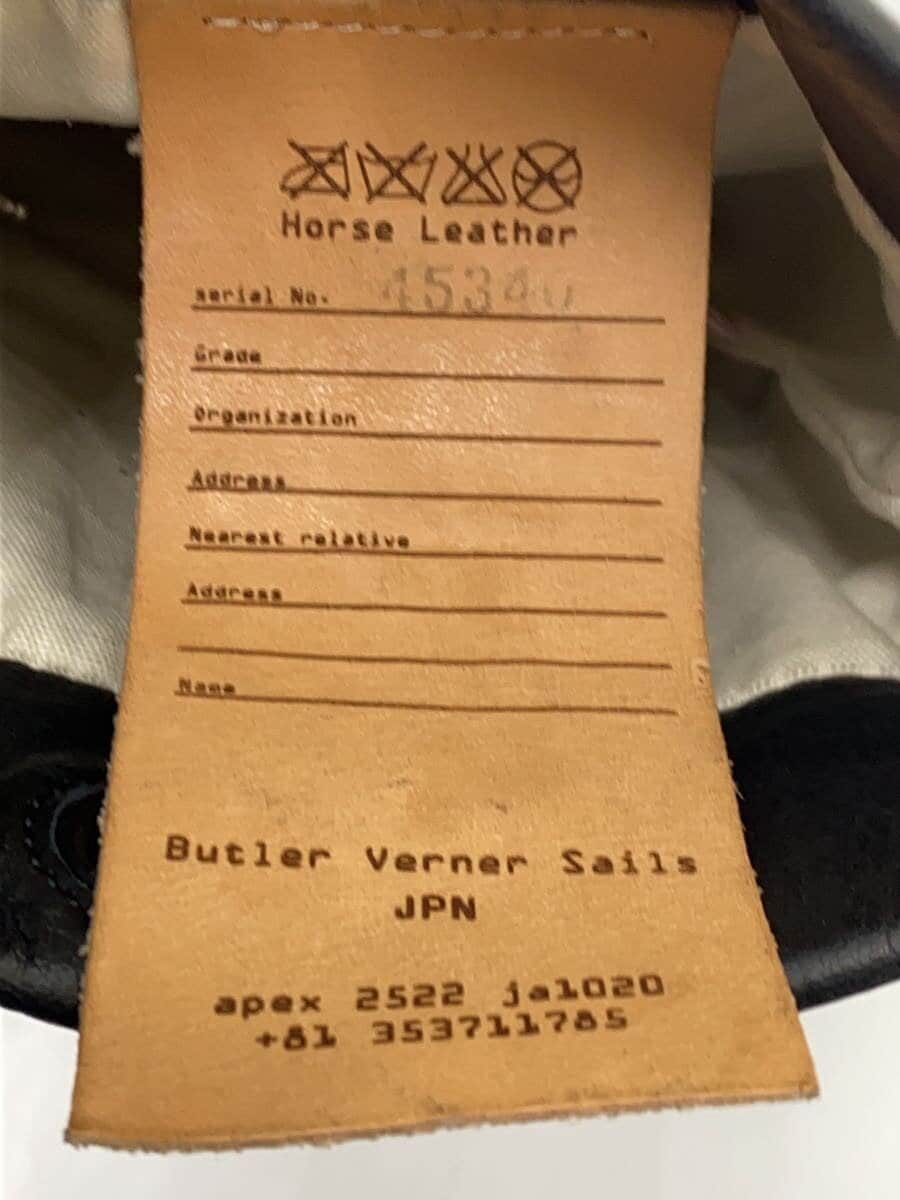 Horse Leather
serial No.
Grade
Organization
Address
Nearest relative
Address
Name
Butler Verner Sails
JPN
apex 2522 ja1020
+81 353711785